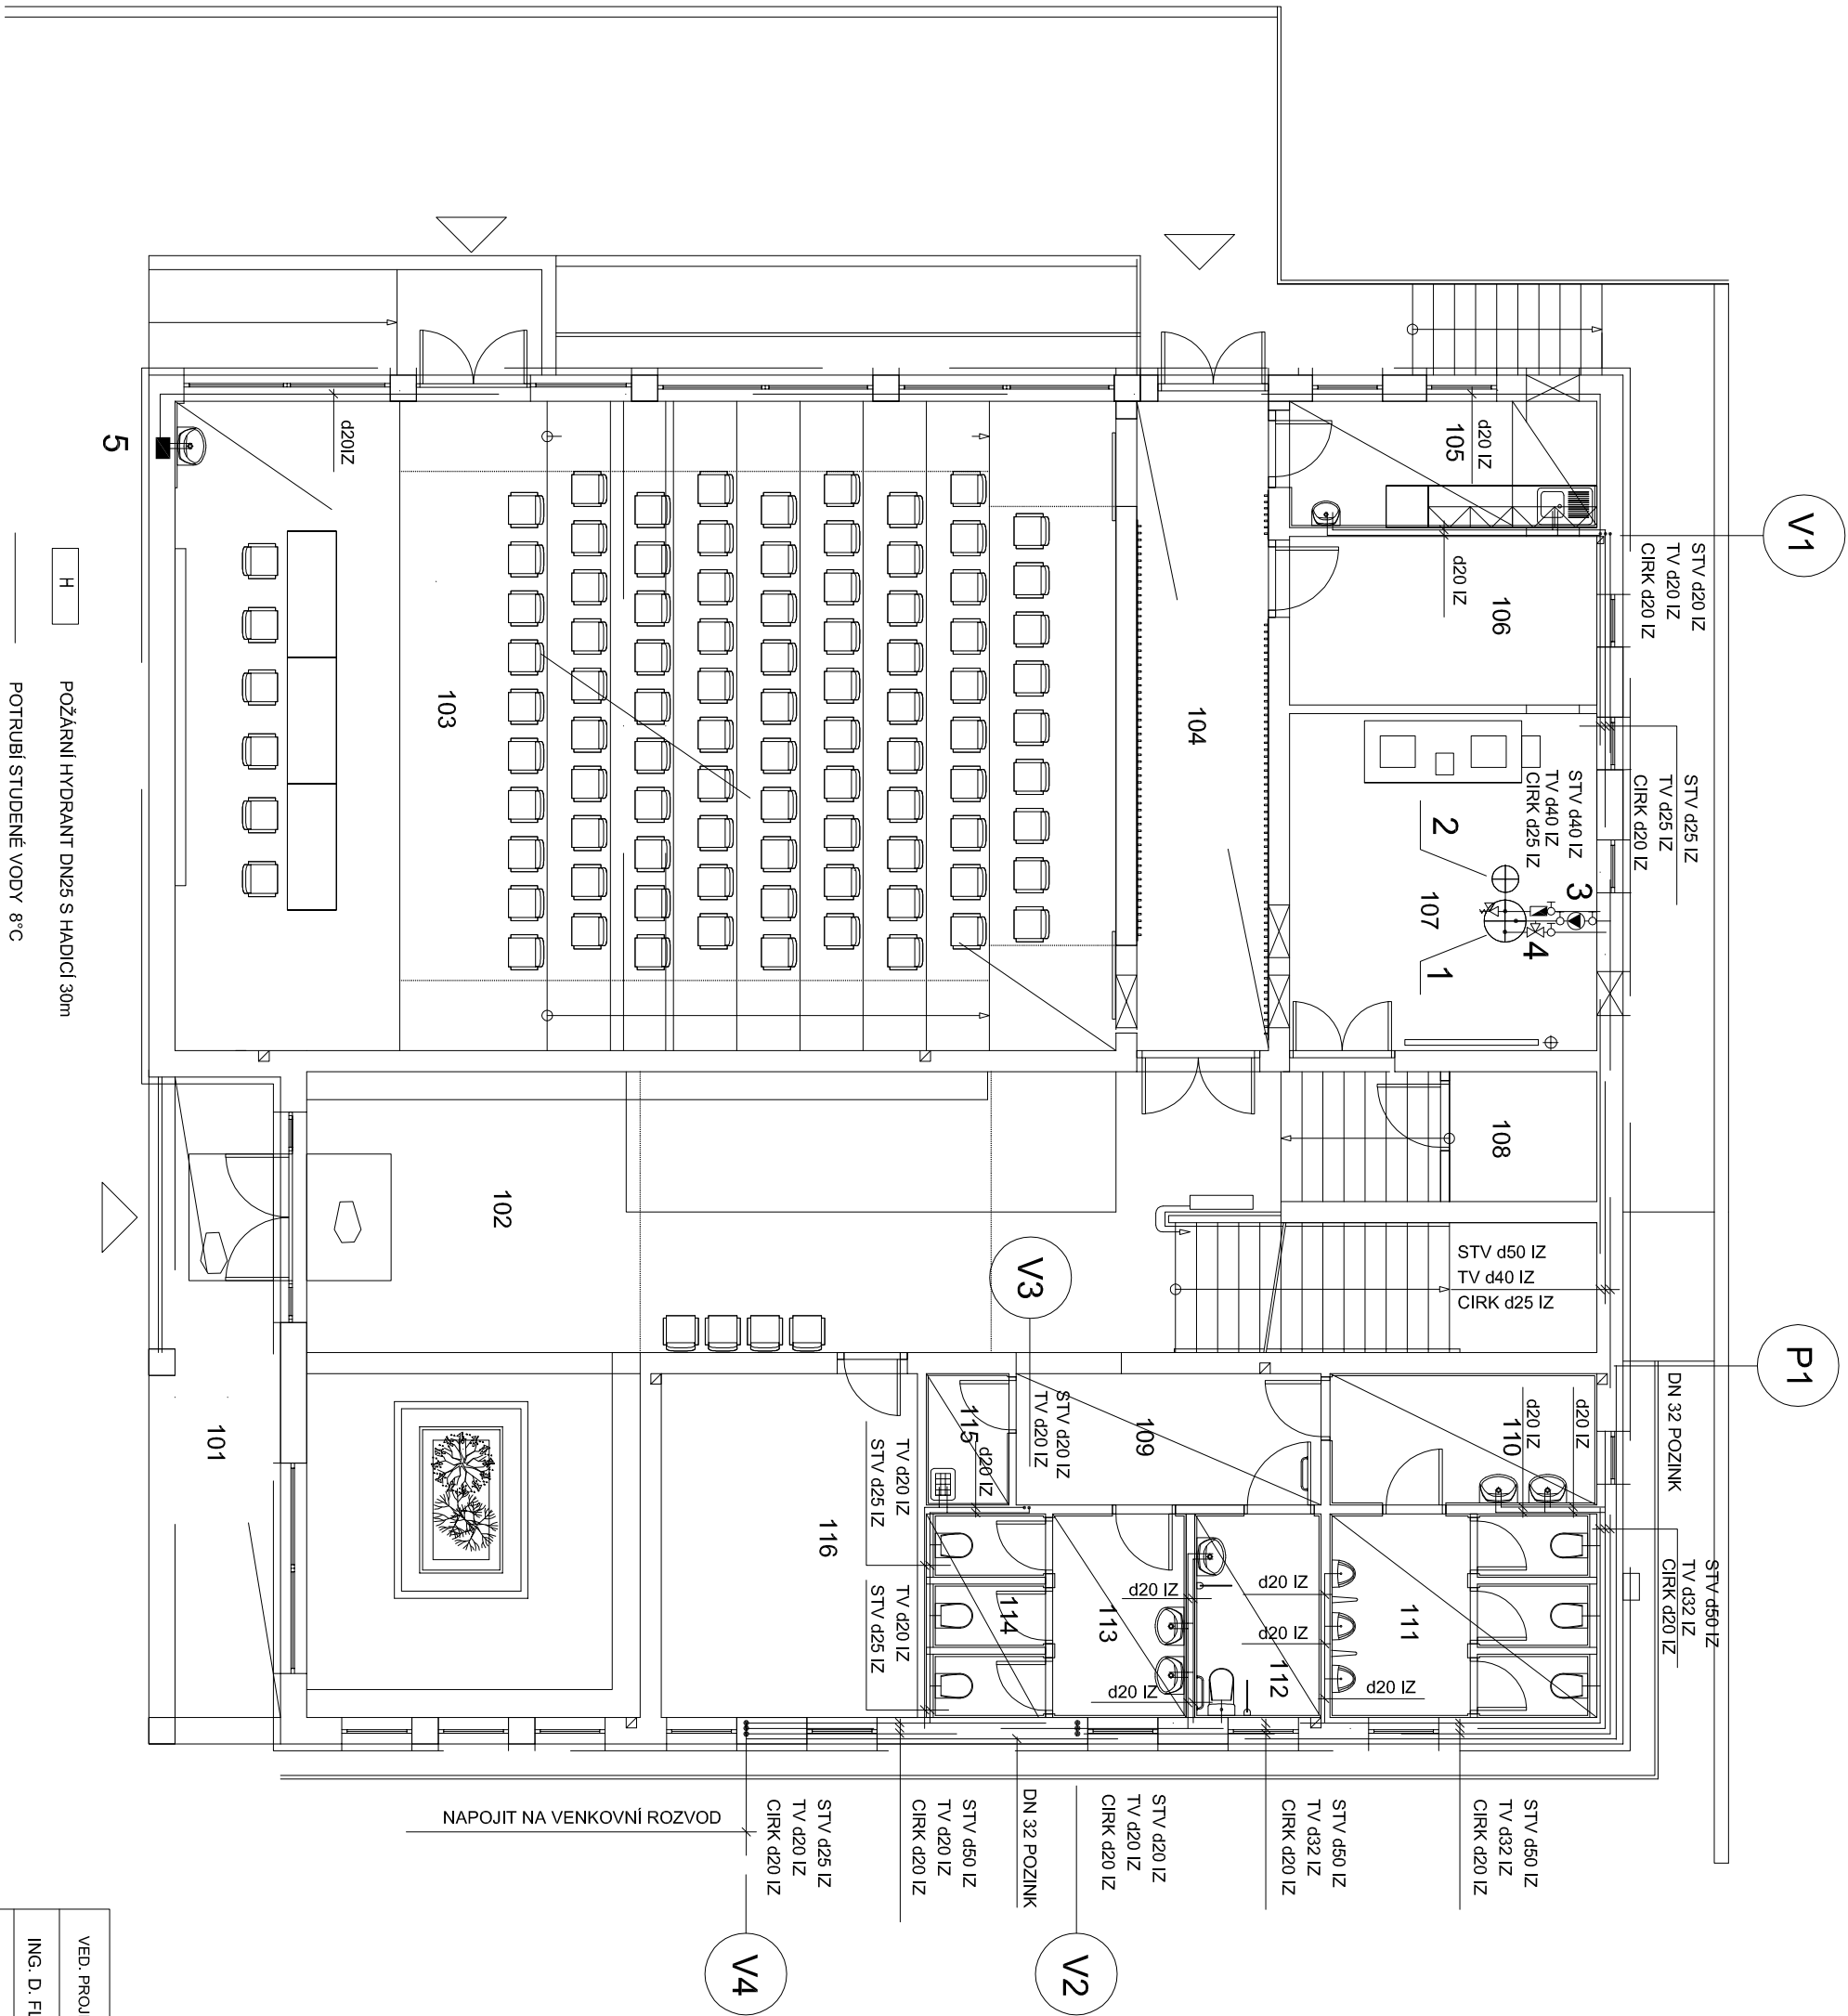 V1
STV d20 IZ
TV d20 IZ
CIRK d20 IZ
d20 IZ
105
d20 IZ
106
STV d25 IZ
TV d25 IZ
CIRK d20 IZ
STV d40 IZ
TV d40 IZ
CIRK d25 IZ
2
3
107
4
1
104
103
d20IZ
5
H
POŽÁRNÍ HYDRANT DN25 S HADICÍ 30m
POTRUBÍ STUDENÉ VODY 8°C
108
102
V3
STV d50 IZ
TV d40 IZ
CIRK d25 IZ
P1
DN 32 POZINK
d20 IZ
d20 IZ
110
109
STV d20 IZ
TV d20 IZ
115
d20 IZ
TV d20 IZ
STV d25 IZ
116
101
TV d20 IZ
STV d25 IZ
114
113
d20 IZ
d20 IZ
d20 IZ
d20 IZ
112
111
d20 IZ
STV d50 IZ
TV d32 IZ
CIRK d20 IZ
STV d50 IZ
TV d32 IZ
CIRK d20 IZ
STV d50 IZ
TV d32 IZ
CIRK d20 IZ
STV d20 IZ
TV d20 IZ
CIRK d20 IZ
DN 32 POZINK
STV d50 IZ
TV d20 IZ
CIRK d20 IZ
STV d25 IZ
TV d20 IZ
CIRK d20 IZ
NAPOJIT NA VENKOVNÍ ROZVOD
V2
V4
VED. PROJ
ING. D. FL